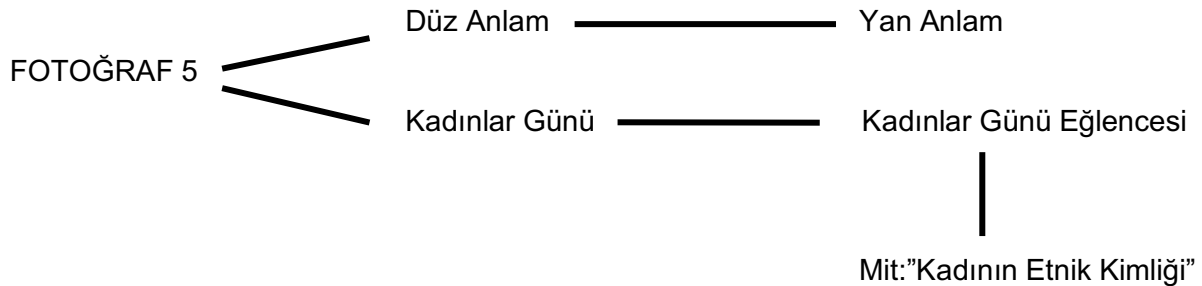 Düz Anlam Yan Anlam
FOTOĞRAF 5
Kadınlar Günü Kadınlar Günü Eğlencesi
Mit:”Kadının Etnik Kimliği”